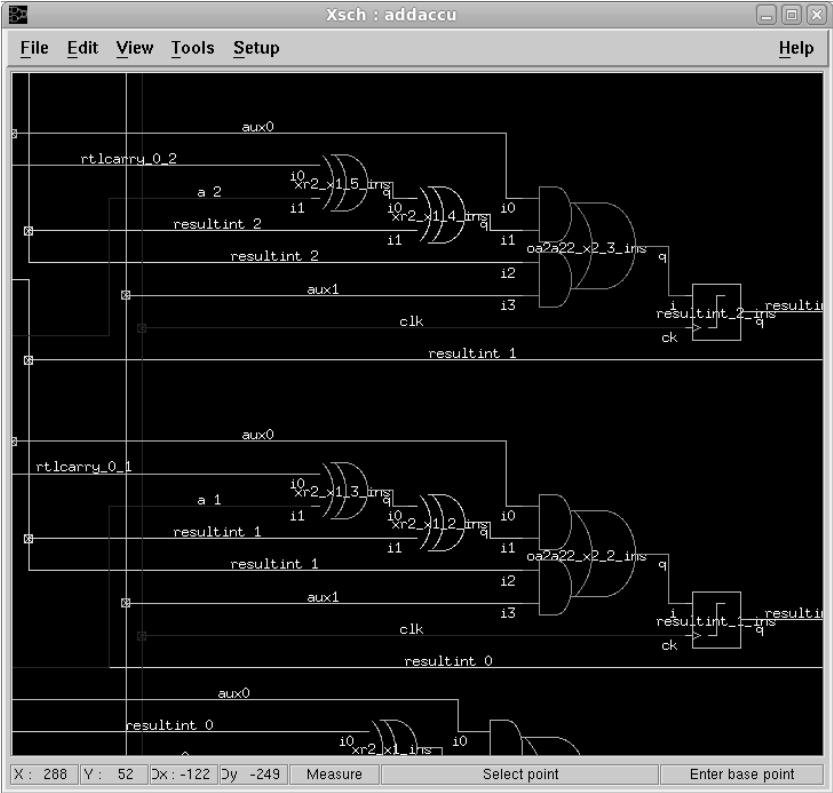 Xsch : addaccu
File Edit View Tools Setup Help
aux0
rtlcarry_0_2
i0
xr2_x1_5_ins
q
a 2
i1
i0
xr2_x1_4_ins
q
i0
resultint 2
i1
i1
oa2a22_x2_3_ins
q
resultint 2
i2
aux1
i3
i
resultint_2_ins
q
clk
ck
resultint 1
aux0
rtlcarry_0_1
i0
xr2_x1_3_ins
q
a 1
i1
i0
xr2_x1_2_ins
q
i0
resultint 1
i1
i1
oa2a22_x2_2_ins
q
resultint 1
i2
aux1
i3
i
q
clk
ck
resultint 0
aux0
resultint 0
i0
xr2_x1_ins
i0
X : 288 Y : 52 Dx : -122 Dy -249 Measure Select point Enter base point